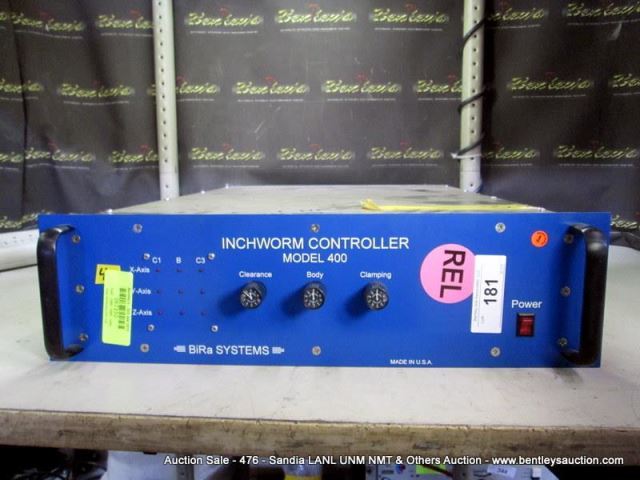 INCHWORM CONTROLLER
MODEL 400
C1 B C3
X-Axis
Y-Axis
Z-Axis
Clearance Body Clamping
REL
181
Power
BiRa SYSTEMS
MADE IN U.S.A.
Auction Sale - 476 - Sandia LANL UNM NMT & Others Auction - www.bentleysauction.com